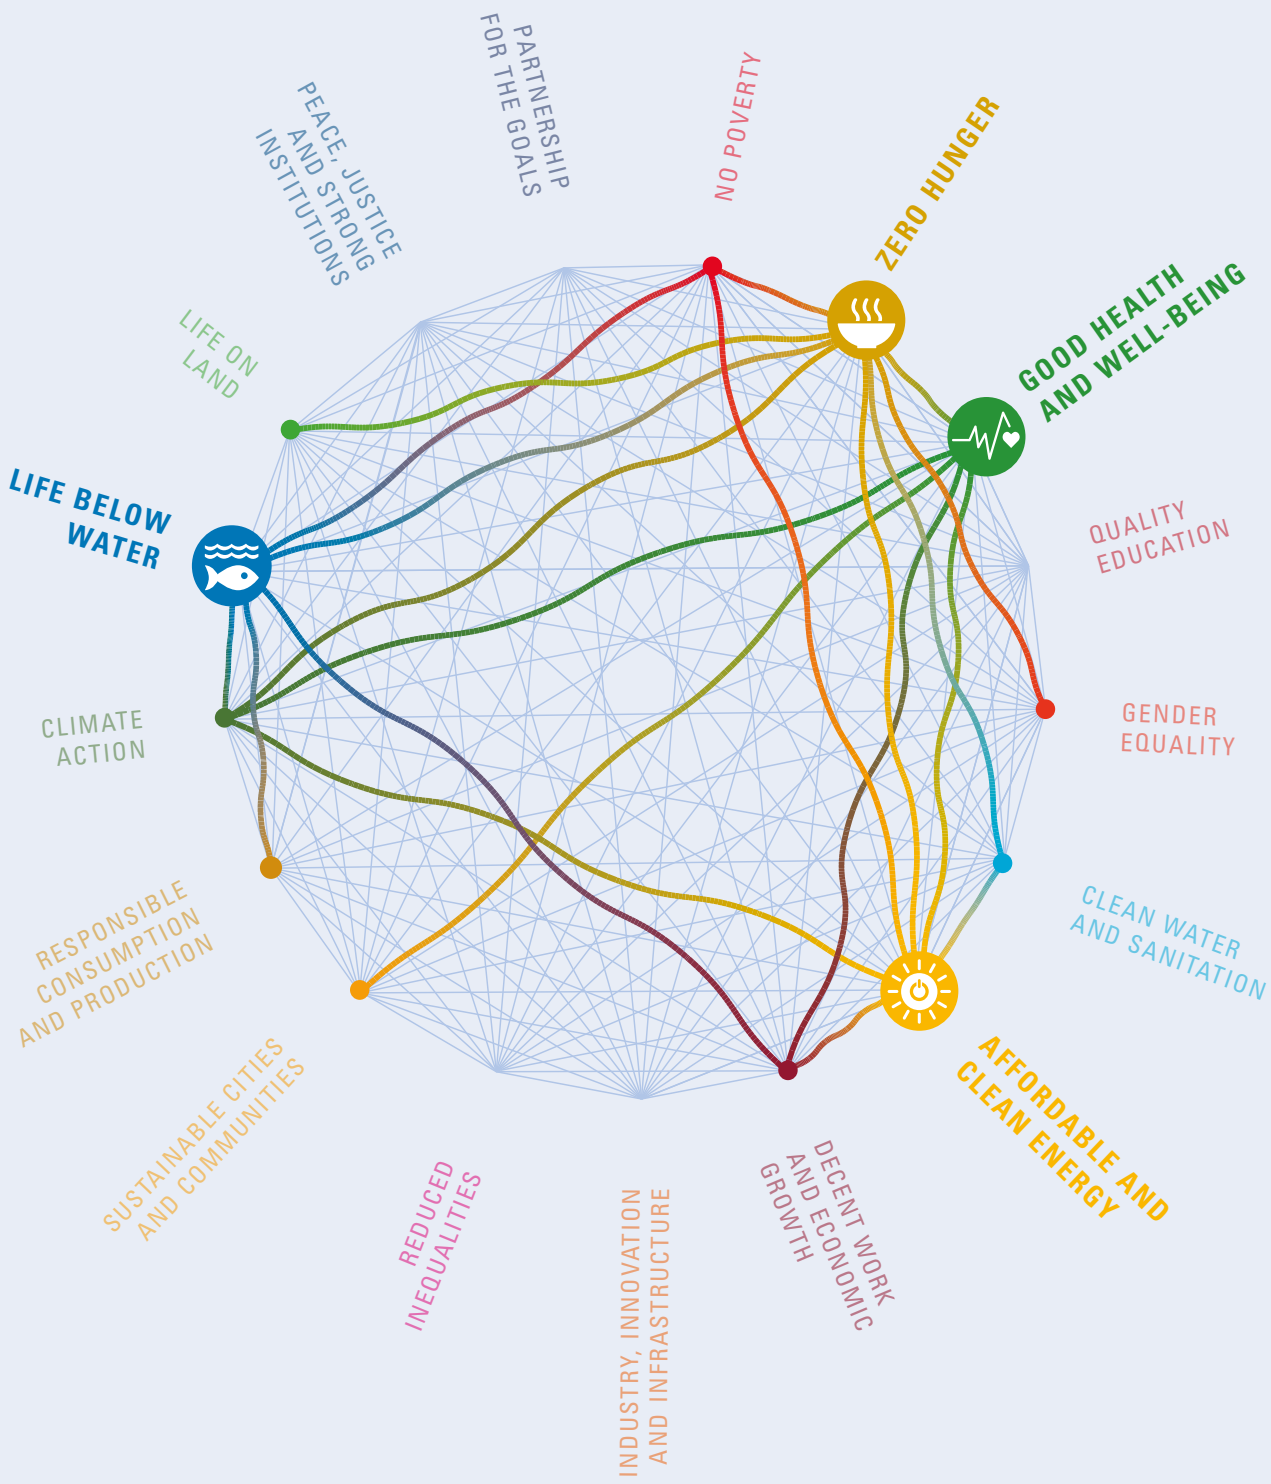 PARTNERSHIP
FOR THE GOALS
NO POVERTY
ZERO HUNGER
GOOD HEALTH
AND WELL-BEING
QUALITY
EDUCATION
GENDER
EQUALITY
CLEAN WATER
AND SANITATION
AFFORDABLE AND
CLEAN ENERGY
DECENT WORK
AND ECONOMIC
GROWTH
INDUSTRY, INNOVATION
AND INFRASTRUCTURE
REDUCED
INEQUALITIES
SUSTAINABLE CITIES
AND COMMUNITIES
RESPONSIBLE
CONSUMPTION
AND PRODUCTION
CLIMATE
ACTION
LIFE BELOW
WATER
LIFE ON
LAND
PEACE, JUSTICE
AND STRONG
INSTITUTIONS